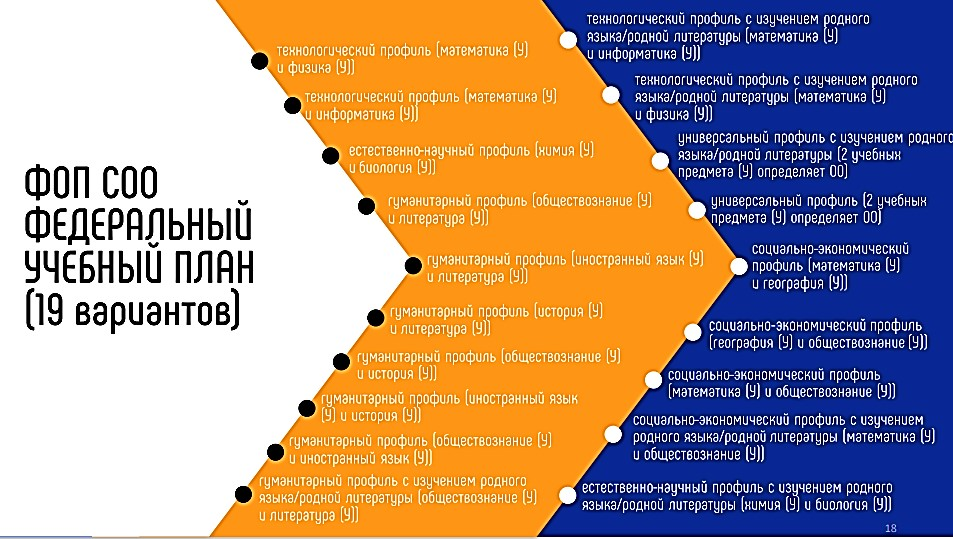 ФОП СОО
ФЕДЕРАЛЬНЫЙ
УЧЕБНЫЙ ПЛАН
(19 вариантов)
технологический профиль (математика (У)
и физика (У))
технологический профиль (математика (У)
и информатика (У))
естественно-научный профиль (химия (У)
и биология (У))
гуманитарный профиль (обществознание (У)
и литература (У))
гуманитарный профиль (иностранный язык (У)
и литература (У))
гуманитарный профиль (история (У)
и литература (У))
гуманитарный профиль (обществознание (У)
и история (У))
гуманитарный профиль (иностранный язык
(У) и история (У))
гуманитарный профиль (обществознание (У)
и иностранный язык (У))
гуманитарный профиль с изучением родного
языка/родной литературы (обществознание (У)
и литература (У))
технологический профиль с изучением родного
языка/родной литературы (математика (У)
и информатика (У))
технологический профиль с изучением родного
языка/родной литературы (математика (У)
и физика (У))
универсальный профиль с изучением родного
языка/родной литературы (2 учебных
предмета (У) определяет ОО)
универсальный профиль (2 учебных
предмета (У) определяет ОО)
социально-экономический
профиль (математика (У)
и география (У))
социально-экономический профиль
(география (У) и обществознание (У))
социально-экономический профиль
(математика (У) и обществознание (У))
социально-экономический профиль с изучением
родного языка/родной литературы (математика (У)
и обществознание (У))
естественно-научный профиль с изучением родного
языка/родной литературы (химия (У) и биология (У))
18